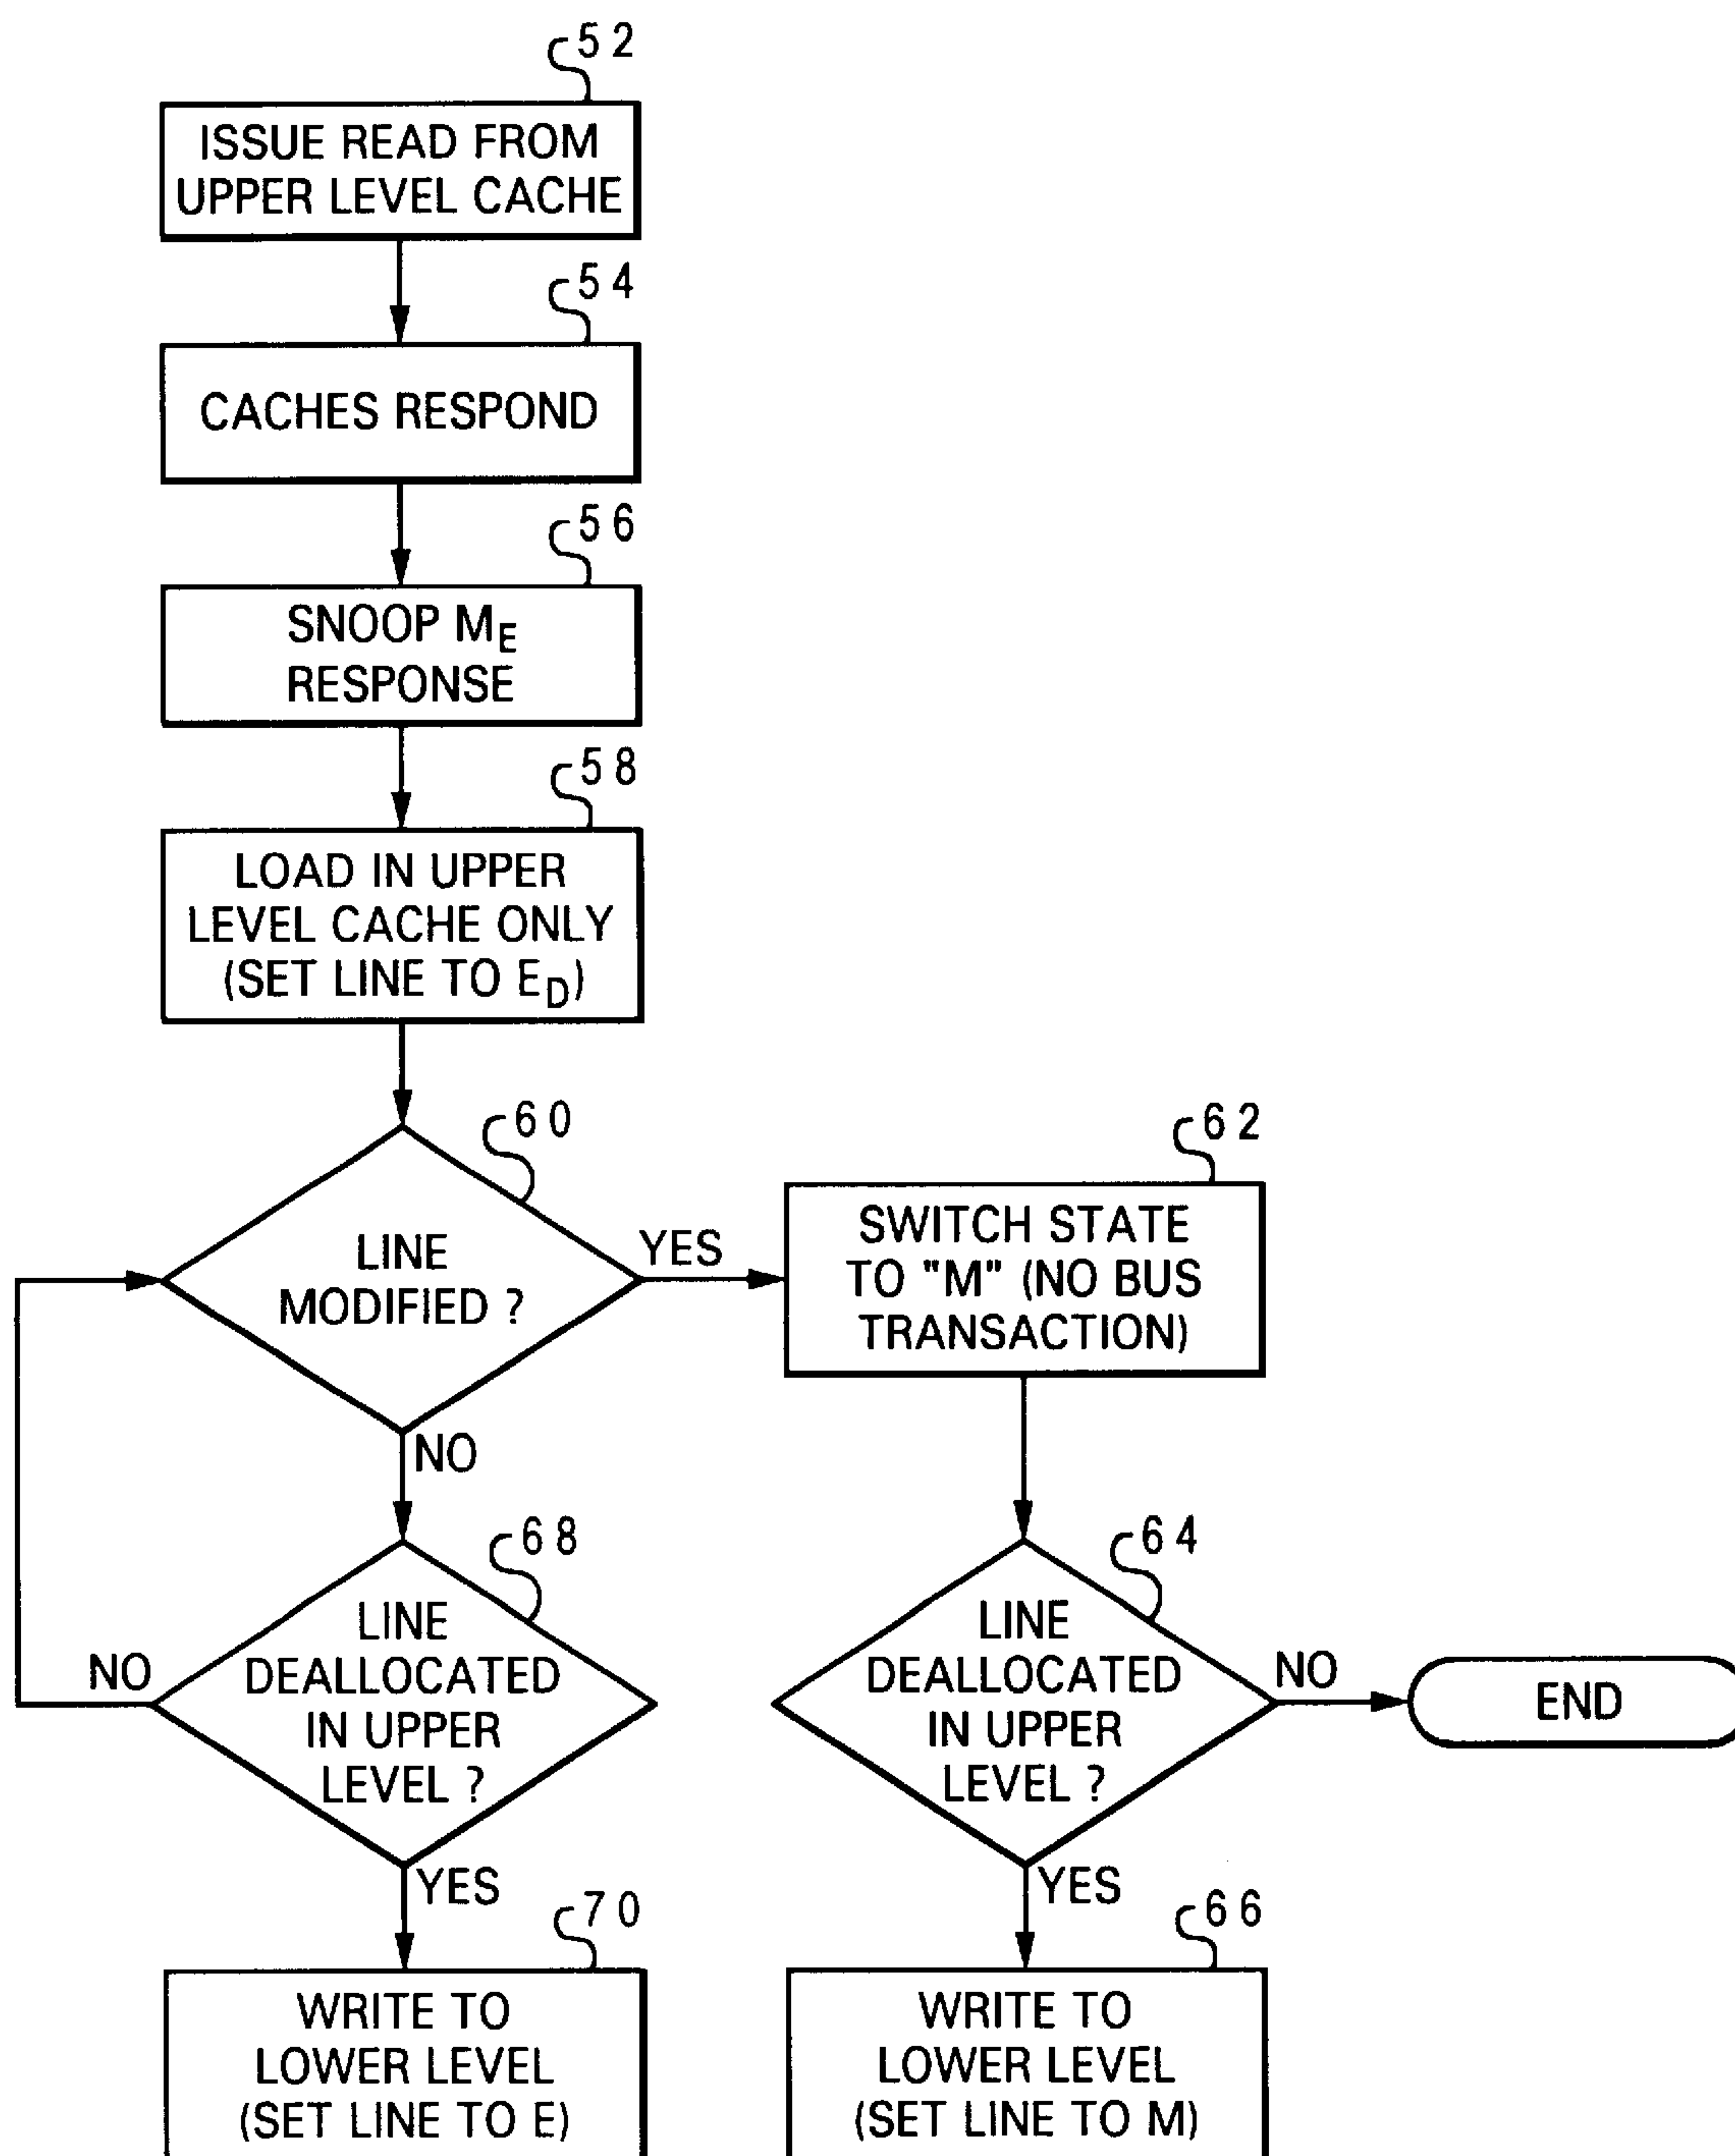 52
ISSUE READ FROM
UPPER LEVEL CACHE
54
CACHES RESPOND
56
SNOOP ME
RESPONSE
58
LOAD IN UPPER
LEVEL CACHE ONLY
(SET LINE TO ED)
60
LINE
MODIFIED ?
YES
NO
62
SWITCH STATE
TO "M" (NO BUS
TRANSACTION)
68
LINE
DEALLOCATED
IN UPPER
LEVEL ?
NO
YES
64
LINE
DEALLOCATED
IN UPPER
LEVEL ?
NO
END
YES
70
WRITE TO
LOWER LEVEL
(SET LINE TO E)
66
WRITE TO
LOWER LEVEL
(SET LINE TO M)